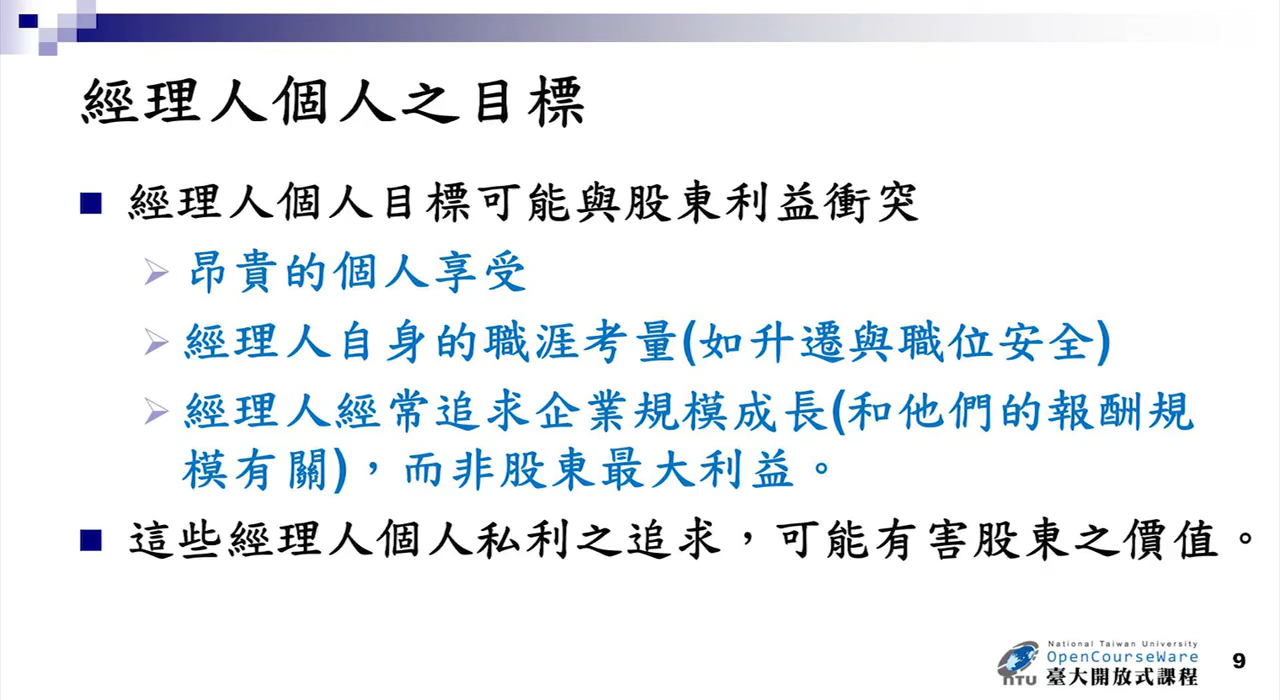 經理人個人之目標
經理人個人目標可能與股東利益衝突
昂貴的個人享受
經理人自身的職涯考量(如升遷與職位安全)
經理人經常追求企業規模成長(和他們的報酬規
模有關)，而非股東最大利益。
這些經理人個人私利之追求，可能有害股東之價值。
National Taiwan University
OpenCourseWare
NTU 臺大開放式課程
9